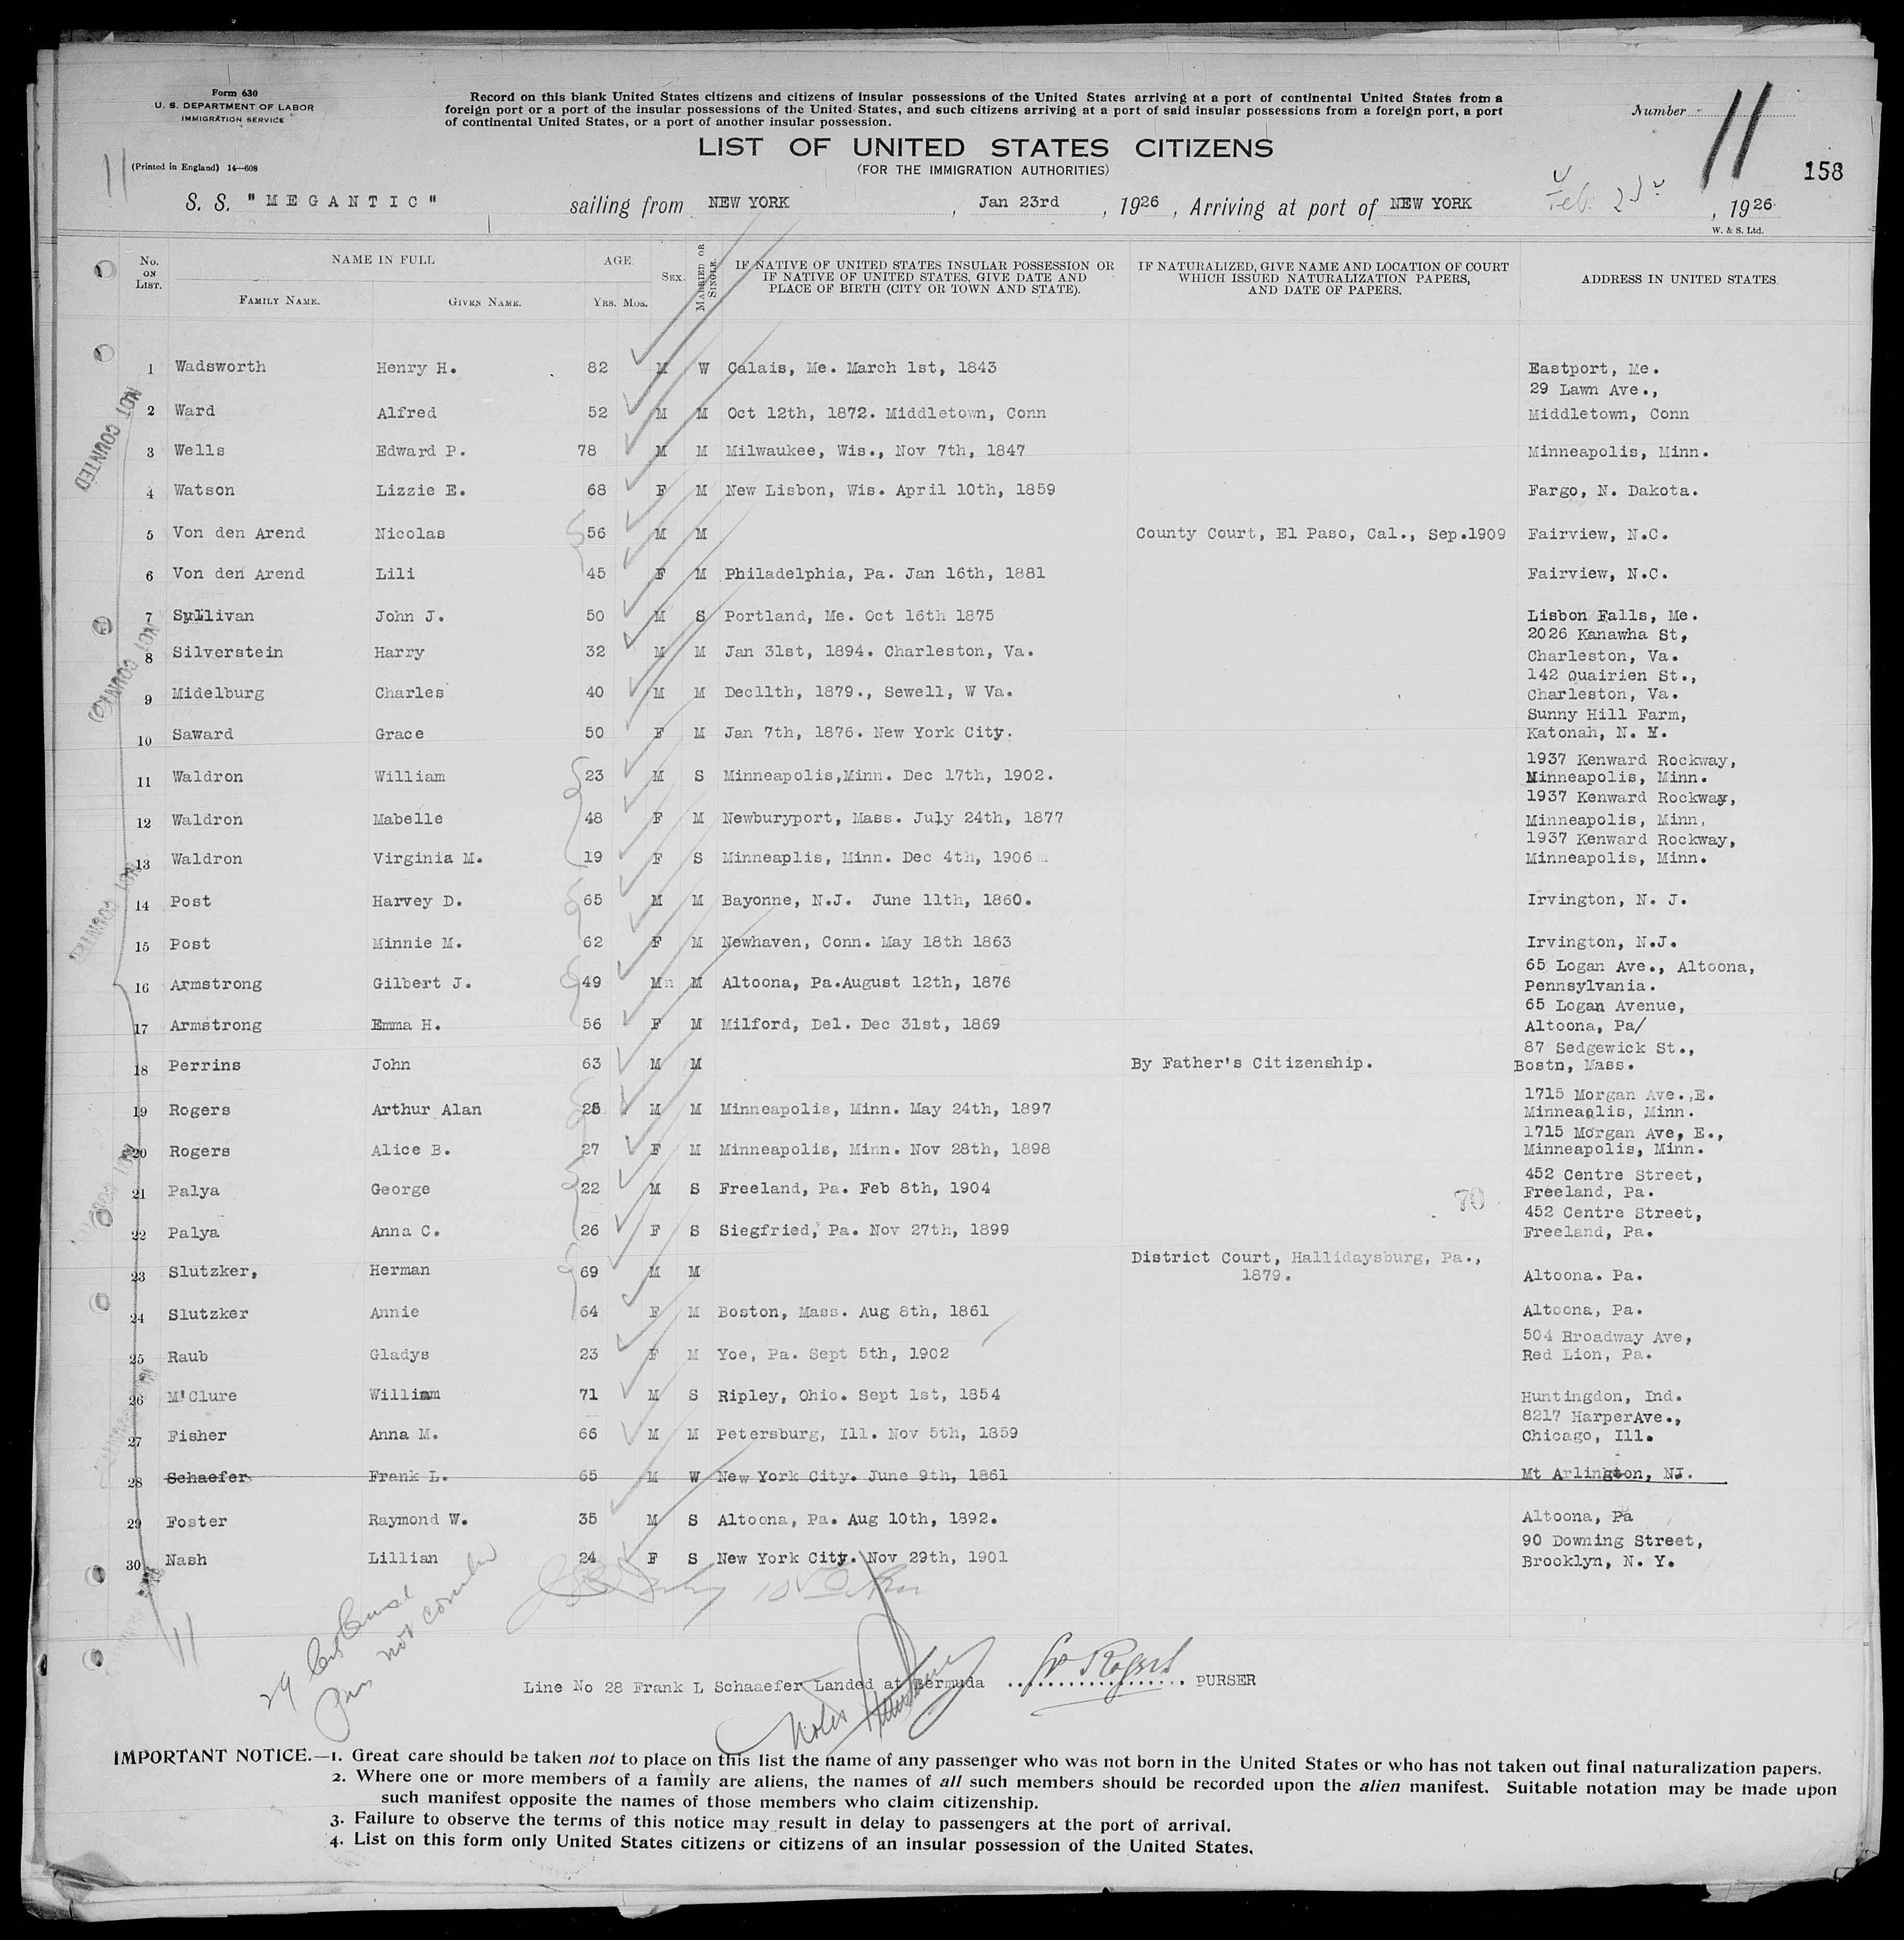 Form 630
U. S. DEPARTMENT OF LABOR
IMMIGRATION SERVICE
(Printed in England) 14—608
11
Record on this blank United States citizens and citizens of insular possessions of the United States arriving at a port of continental United States from a
foreign port or a port of the insular possessions of the United States, and such citizens arriving at a port of said insular possessions from a foreign port, a port
of continental United States, or a port of another insular possession.
Number 11
158
LIST OF UNITED STATES CITIZENS
(FOR THE IMMIGRATION AUTHORITIES)
S. S. "MEGANTIC" sailing from NEW YORK, Jan 23rd, 1926, Arriving at port of NEW YORK Feb. 23, 1926
W. & S. Ltd.
No. ON LIST. NAME IN FULL FAMILY NAME. GIVEN NAME. AGE. YRS. MOS. SEX. MARRIED OR SINGLE. IF NATIVE OF UNITED STATES INSULAR POSSESSION OR IF NATIVE OF UNITED STATES, GIVE DATE AND PLACE OF BIRTH (CITY OR TOWN AND STATE). IF NATURALIZED, GIVE NAME AND LOCATION OF COURT WHICH ISSUED NATURALIZATION PAPERS, AND DATE OF PAPERS. ADDRESS IN UNITED STATES.
1 Wadsworth Henry H. 82 M W Calais, Me. March 1st, 1843 Eastport, Me.
29 Lawn Ave.,
2 Ward Alfred 52 M M Oct 12th, 1872. Middletown, Conn Middletown, Conn
3 Wells Edward P. 78 M M Milwaukee, Wis., Nov 7th, 1847 Minneapolis, Minn.
4 Watson Lizzie E. 68 F M New Lisbon, Wis. April 10th, 1859 Fargo, N. Dakota.
5 Von den Arend Nicolas 56 M M County Court, El Paso, Cal., Sep.1909 Fairview, N.C.
6 Von den Arend Lili 45 F M Philadelphia, Pa. Jan 16th, 1881 Fairview, N.C.
7 Sullivan John J. 50 M S Portland, Me. Oct 16th 1875 Lisbon Falls, Me.
2026 Kanawha St,
8 Silverstein Harry 32 M M Jan 31st, 1894. Charleston, Va. Charleston, Va.
142 Quairien St.,
9 Midelburg Charles 40 M M Dec11th, 1879., Sewell, W Va. Charleston, Va.
Sunny Hill Farm,
10 Saward Grace 50 F M Jan 7th, 1876. New York City. Katonah, N. Y.
1937 Kenward Rockway,
11 Waldron William 23 M S Minneapolis,Minn. Dec 17th, 1902. Minneapolis, Minn.
1937 Kenward Rockway,
12 Waldron Mabelle 48 F M Newburyport, Mass. July 24th, 1877 Minneapolis, Minn,
1937 Kenward Rockway,
13 Waldron Virginia M. 19 F S Minneaplis, Minn. Dec 4th, 1906 Minneapolis, Minn.
14 Post Harvey D. 65 M M Bayonne, N.J. June 11th, 1860. Irvington, N. J.
15 Post Minnie M. 62 F M Newhaven, Conn. May 18th 1863 Irvington, N.J.
65 Logan Ave., Altoona,
16 Armstrong Gilbert J. 49 M M Altoona, Pa.August 12th, 1876 Pennsylvania.
65 Logan Avenue,
17 Armstrong Emma H. 56 F M Milford, Del. Dec 31st, 1869 Altoona, Pa/
87 Sedgewick St.,
18 Perrins John 63 M M By Father's Citizenship. Bostn, Mass.
1715 Morgan Ave.,E.
19 Rogers Arthur Alan 28 M M Minneapolis, Minn. May 24th, 1897 Minneaolis, Minn.
1715 Morgan Ave, E.,
20 Rogers Alice B. 27 F M Minneapolis, Minn. Nov 28th, 1898 Minneapolis, Minn.
452 Centre Street,
21 Palya George 22 M S Freeland, Pa. Feb 8th, 1904 70 Freeland, Pa.
452 Centre Street,
22 Palya Anna C. 26 F S Siegfried, Pa. Nov 27th, 1899 Freeland, Pa.
District Court, Hallidaysburg, Pa.,
23 Slutzker, Herman 69 M M 1879. Altoona. Pa.
24 Slutzker Annie 64 F M Boston, Mass. Aug 8th, 1861 Altoona, Pa.
504 Rroadway Ave,
25 Raub Gladys 23 F M Yoe, Pa. Sept 5th, 1902 Red Lion, Pa.
26 M'Clure William 71 M S Ripley, Ohio. Sept 1st, 1854 Huntingdon, Ind.
8217 HarperAve.,
27 Fisher Anna M. 66 M M Petersburg, Ill. Nov 5th, 1859 Chicago, Ill.
28 Schaefer Frank L. 65 M W New York City. June 9th, 1861 Mt Arlington, NJ.
29 Foster Raymond W. 35 M S Altoona, Pa. Aug 10th, 1892. Altoona, Pa
90 Downing Street,
30 Nash Lillian 24 F S New York City. Nov 29th, 1901 Brooklyn, N. Y.
NOT COUNTED
NOT COUNTED
NOT COUNTED
NOT COUNTED
11
29
not
Line No 28 Frank L Schaaefer Landed at Bermuda Rogers PURSER
IMPORTANT NOTICE.—1. Great care should be taken not to place on this list the name of any passenger who was not born in the United States or who has not taken out final naturalization papers.
2. Where one or more members of a family are aliens, the names of all such members should be recorded upon the alien manifest. Suitable notation may be made upon
such manifest opposite the names of those members who claim citizenship.
3. Failure to observe the terms of this notice may result in delay to passengers at the port of arrival.
4. List on this form only United States citizens or citizens of an insular possession of the United States.